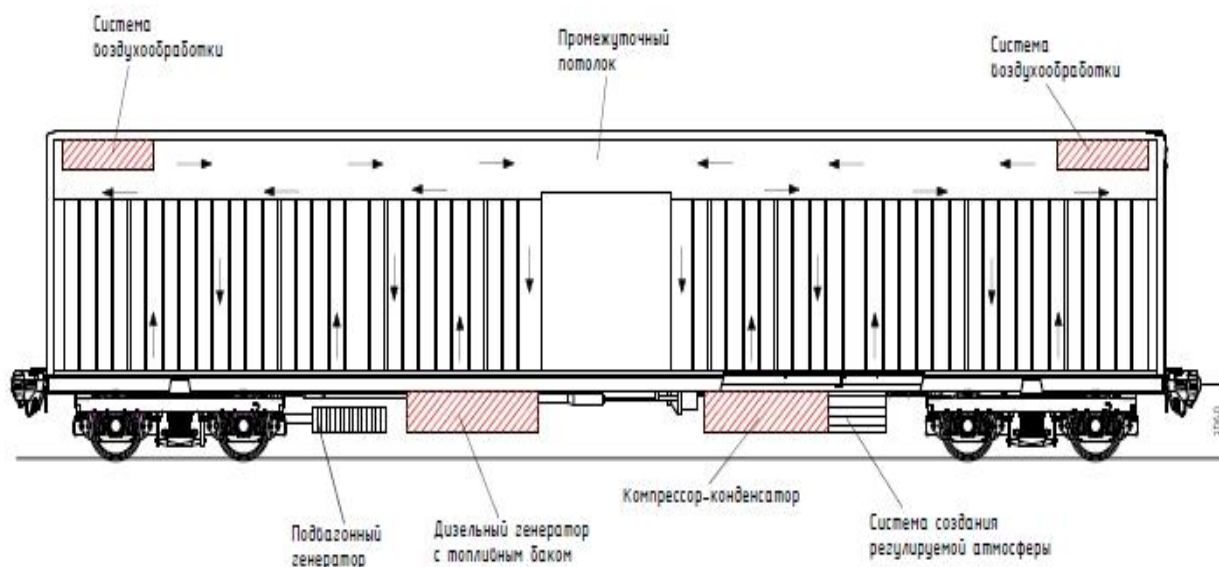 Система
воздухообработки
Промежуточный
потолок
Система
воздухообработки
Подвагонный
генератор
Дизельный генератор
с топливным баком
Компрессор-конденсатор
Система создания
регулируемой атмосферы